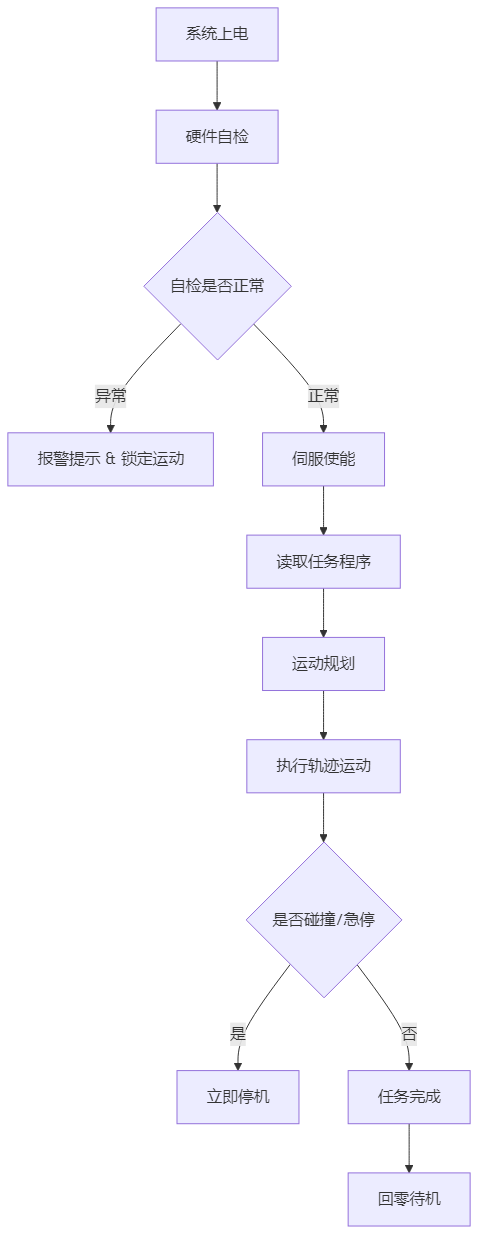 系统上电
硬件自检
自检是否正常
异常
正常
报警提示 & 锁定运动
伺服使能
读取任务程序
运动规划
执行轨迹运动
是否碰撞/急停
是
否
立即停机
任务完成
回零待机